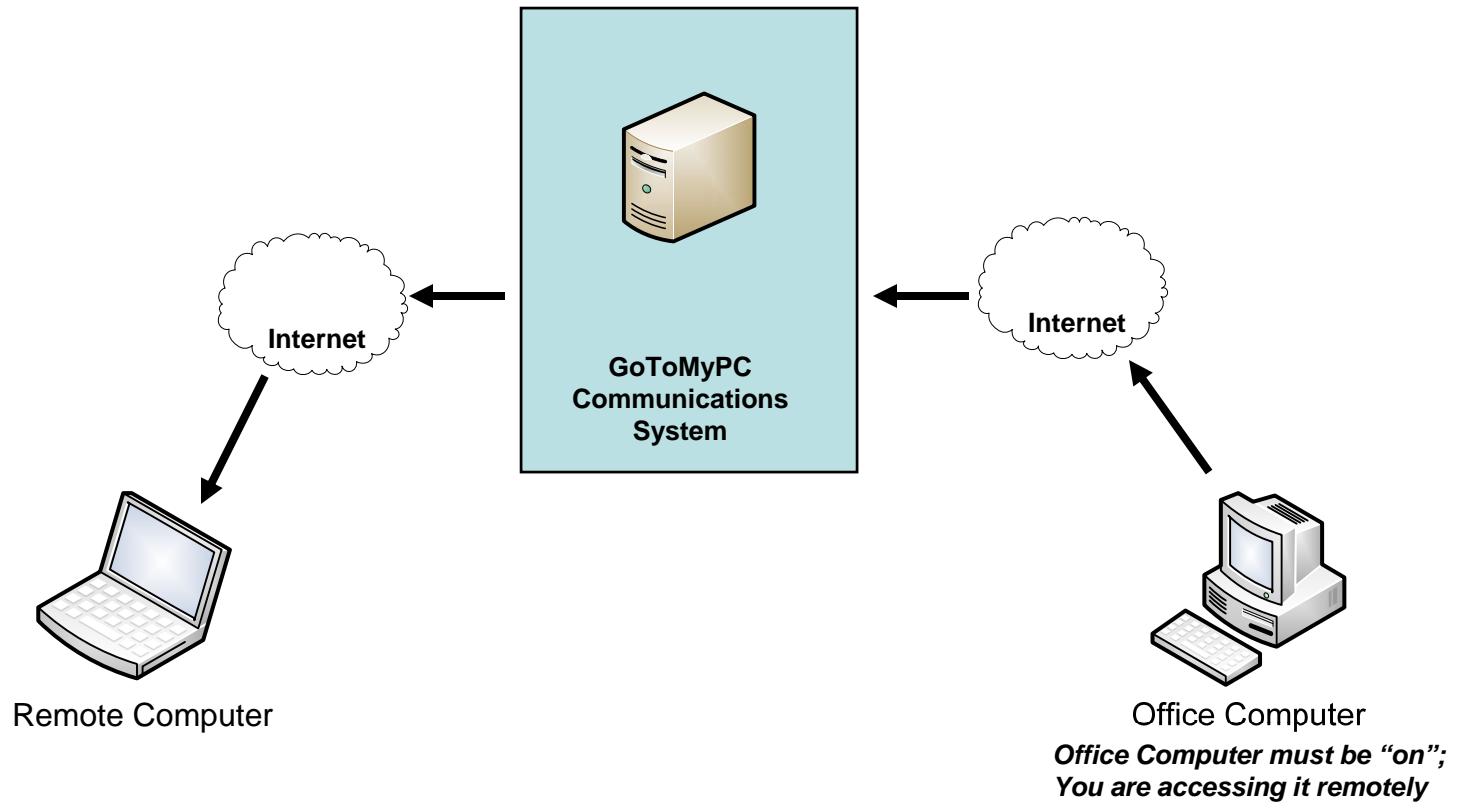 Internet
GoToMyPC
Communications
System
Internet
Remote Computer
Office Computer
Office Computer must be “on”;
You are accessing it remotely